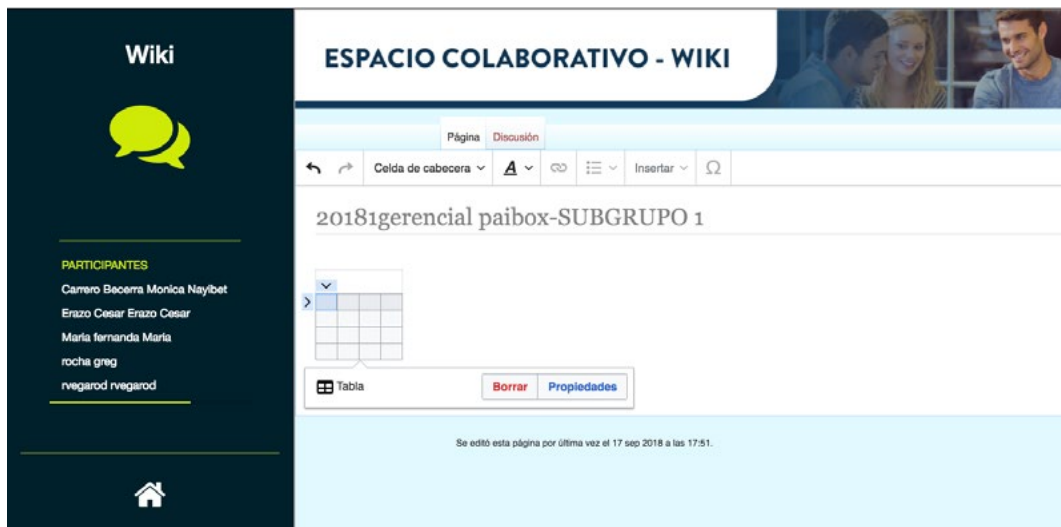 Wiki
ESPACIO COLABORATIVO - WIKI
Página Discusión
Celda de cabecera A Insertar Ω
20181gerencial paibox-SUBGRUPO 1
PARTICIPANTES
Carrero Becerra Monica Nayibet
Erazo Cesar Erazo Cesar
Maria fernanda Maria
rocha greg
rvegarod rvegarod
Tabla Borrar Propiedades
Se editó esta página por última vez el 17 sep 2018 a las 17:51.